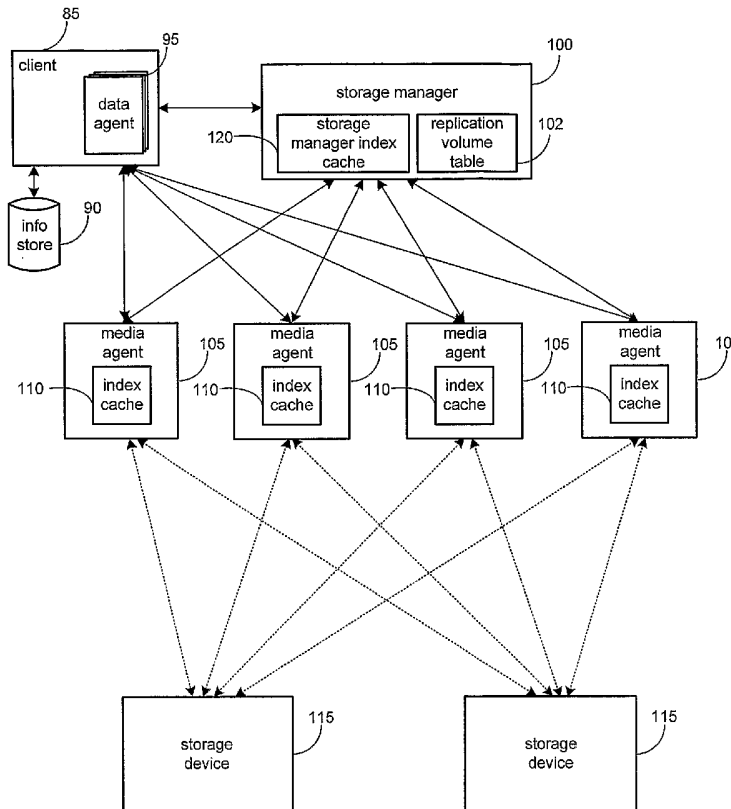 85
95
client
data
agent
100
storage manager
120
storage
manager index
cache
replication
volume
table
102
info
store
90
media
agent
105
110
index
cache
media
agent
105
110
index
cache
media
agent
105
110
index
cache
media
agent
10
110
index
cache
storage
device
115
storage
device
115